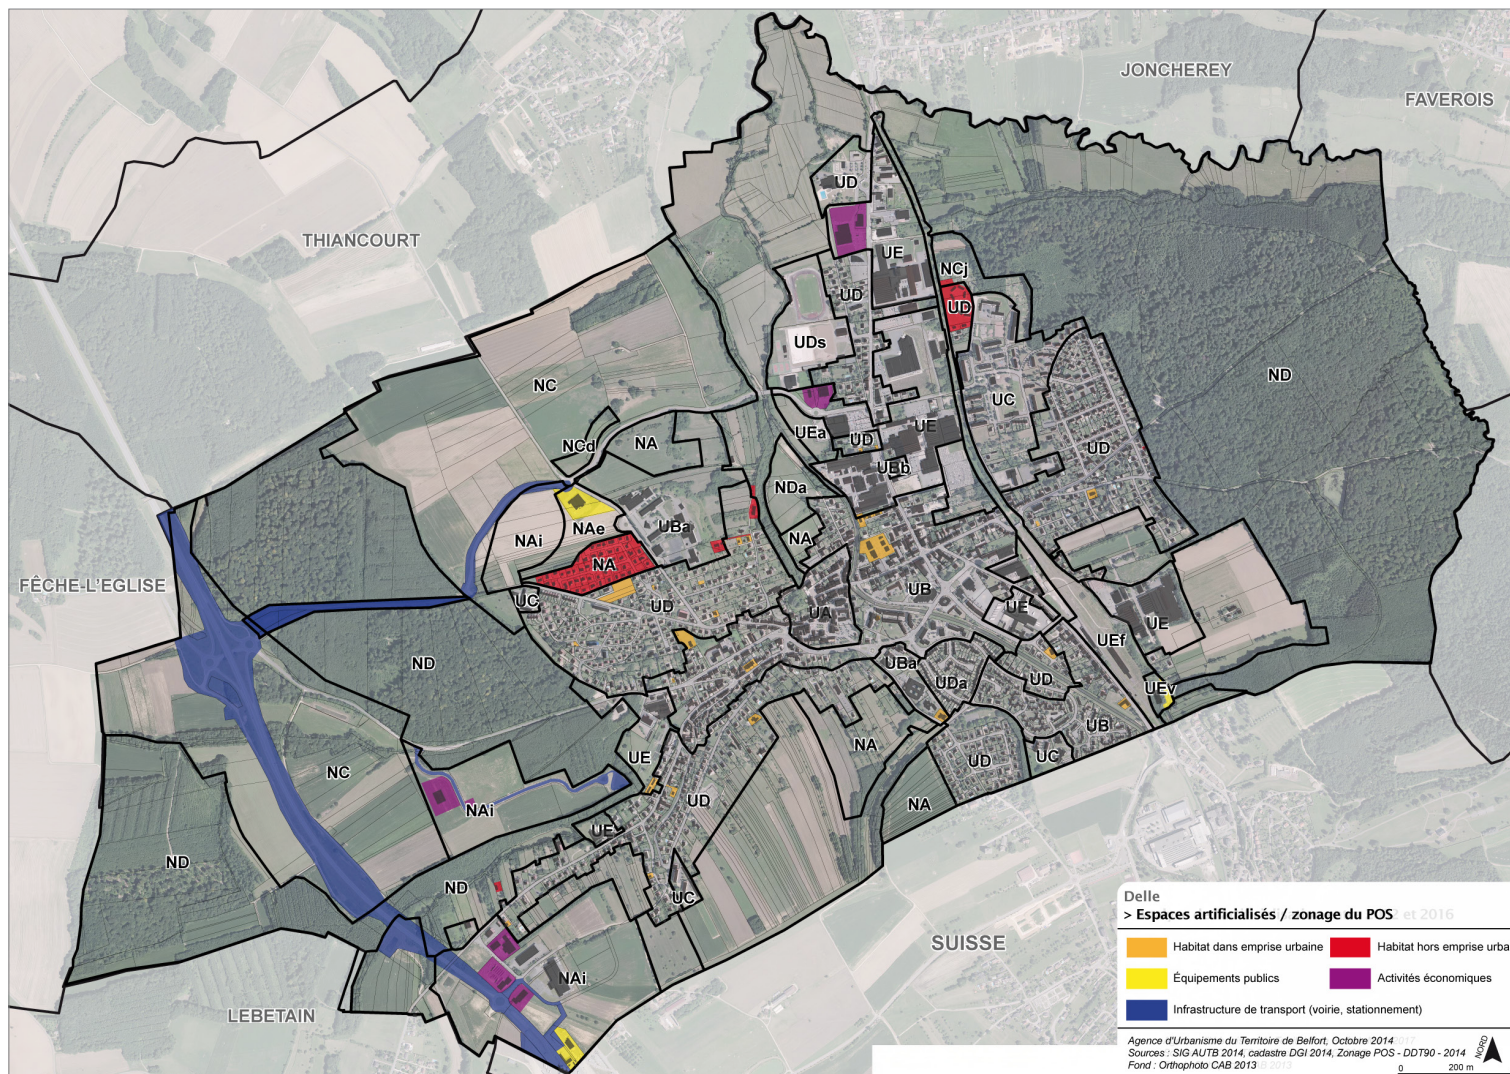 JONCHEREY
FAVEROIS
THIANCOURT
UD
UE
NCj
UD
UD
UDs
ND
NC
UC
NCd
NA
UEa
UD
UE
UD
UBb
NDa
NAe
UBa
NAi
NA
NA
FÊCHE-L'EGLISE
UC
UD
UA
UB
UE
UE
UEf
ND
UBa
UDa
UD
UEv
UB
NA
UE
UC
UD
NC
NAi
UD
NA
UE
ND
ND
UC
NAi
SUISSE
LEBETAIN
Delle
> Espaces artificialisés / zonage du POS et 2016
Habitat dans emprise urbaine
Habitat hors emprise urba
Équipements publics
Activités économiques
Infrastructure de transport (voirie, stationnement)
Agence d'Urbanisme du Territoire de Belfort, Octobre 2014
Sources : SIG AUTB 2014, cadastre DGI 2014, Zonage POS - DDT90 - 2014
Fond : Orthophoto CAB 2013
NORD
0 200 m